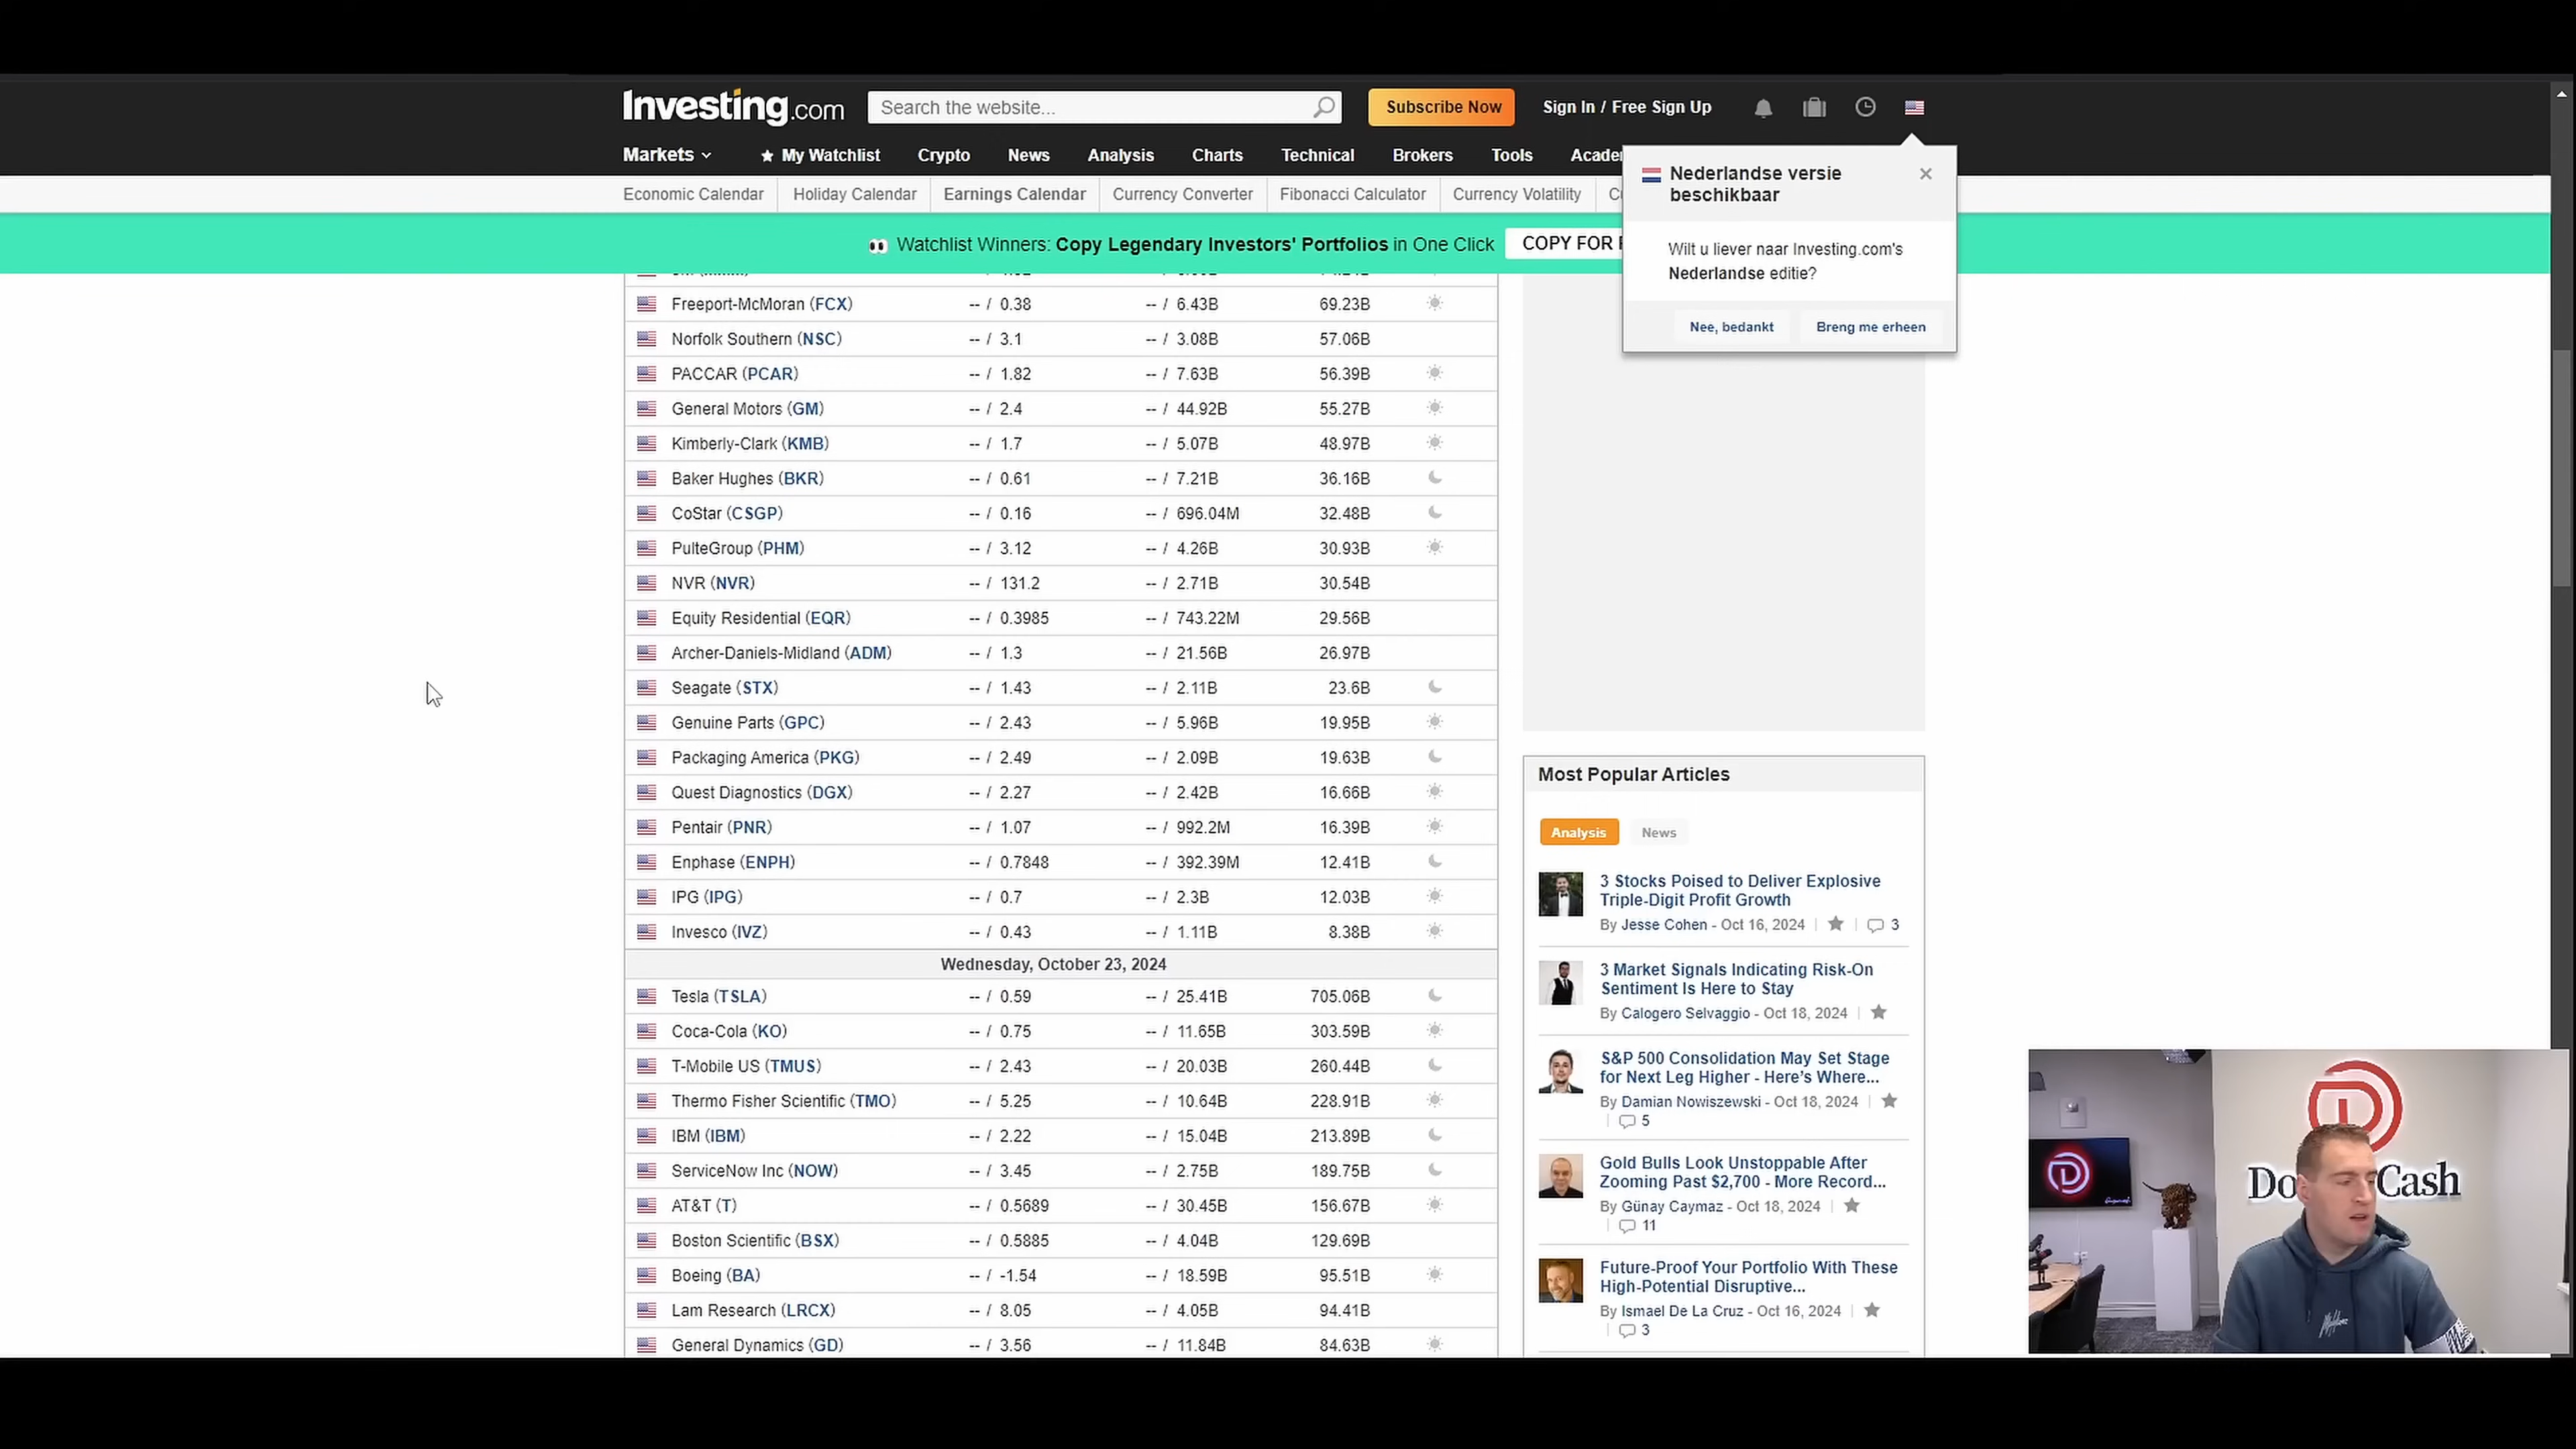 Investing.com
Search the website...
Subscribe Now
Sign In / Free Sign Up
Markets
My Watchlist
Crypto
News
Analysis
Charts
Technical
Brokers
Tools
Economic Calendar
Holiday Calendar
Earnings Calendar
Currency Converter
Fibonacci Calculator
Currency Volatility
Nederlandse versie
beschikbaar
Wilt u liever naar Investing.com's
Nederlandse editie?
Nee, bedankt
Breng me erheen
Watchlist Winners: Copy Legendary Investors' Portfolios in One Click COPY FOR
Freeport-McMoran (FCX) -- / 0.38 -- / 6.43B 69.23B
Norfolk Southern (NSC) -- / 3.1 -- / 3.08B 57.06B
PACCAR (PCAR) -- / 1.82 -- / 7.63B 56.39B
General Motors (GM) -- / 2.4 -- / 44.92B 55.27B
Kimberly-Clark (KMB) -- / 1.7 -- / 5.07B 48.97B
Baker Hughes (BKR) -- / 0.61 -- / 7.21B 36.16B
CoStar (CSGP) -- / 0.16 -- / 696.04M 32.48B
PulteGroup (PHM) -- / 3.12 -- / 4.26B 30.93B
NVR (NVR) -- / 131.2 -- / 2.71B 30.54B
Equity Residential (EQR) -- / 0.3985 -- / 743.22M 29.56B
Archer-Daniels-Midland (ADM) -- / 1.3 -- / 21.56B 26.97B
Seagate (STX) -- / 1.43 -- / 2.11B 23.6B
Genuine Parts (GPC) -- / 2.43 -- / 5.96B 19.95B
Packaging America (PKG) -- / 2.49 -- / 2.09B 19.63B
Quest Diagnostics (DGX) -- / 2.27 -- / 2.42B 16.66B
Pentair (PNR) -- / 1.07 -- / 992.2M 16.39B
Enphase (ENPH) -- / 0.7848 -- / 392.39M 12.41B
IPG (IPG) -- / 0.7 -- / 2.3B 12.03B
Invesco (IVZ) -- / 0.43 -- / 1.11B 8.38B
Wednesday, October 23, 2024
Tesla (TSLA) -- / 0.59 -- / 25.41B 705.06B
Coca-Cola (KO) -- / 0.75 -- / 11.65B 303.59B
T-Mobile US (TMUS) -- / 2.43 -- / 20.03B 260.44B
Thermo Fisher Scientific (TMO) -- / 5.25 -- / 10.64B 228.91B
IBM (IBM) -- / 2.22 -- / 15.04B 213.89B
ServiceNow Inc (NOW) -- / 3.45 -- / 2.75B 189.75B
AT&T (T) -- / 0.5689 -- / 30.45B 156.67B
Boston Scientific (BSX) -- / 0.5885 -- / 4.04B 129.69B
Boeing (BA) -- / -1.54 -- / 18.59B 95.51B
Lam Research (LRCX) -- / 8.05 -- / 4.05B 94.41B
General Dynamics (GD) -- / 3.56 -- / 11.84B 84.63B
Most Popular Articles
Analysis
News
3 Stocks Poised to Deliver Explosive
Triple-Digit Profit Growth
By Jesse Cohen - Oct 16, 2024 | 3
3 Market Signals Indicating Risk-On
Sentiment Is Here to Stay
By Calogero Selvaggio - Oct 18, 2024
S&P 500 Consolidation May Set Stage
for Next Leg Higher - Here's Where...
By Damian Nowiszewski - Oct 18, 2024
5
Gold Bulls Look Unstoppable After
Zooming Past $2,700 - More Record...
By Günay Caymaz - Oct 18, 2024
11
Future-Proof Your Portfolio With These
High-Potential Disruptive...
By Ismael De La Cruz - Oct 16, 2024
3
Cash